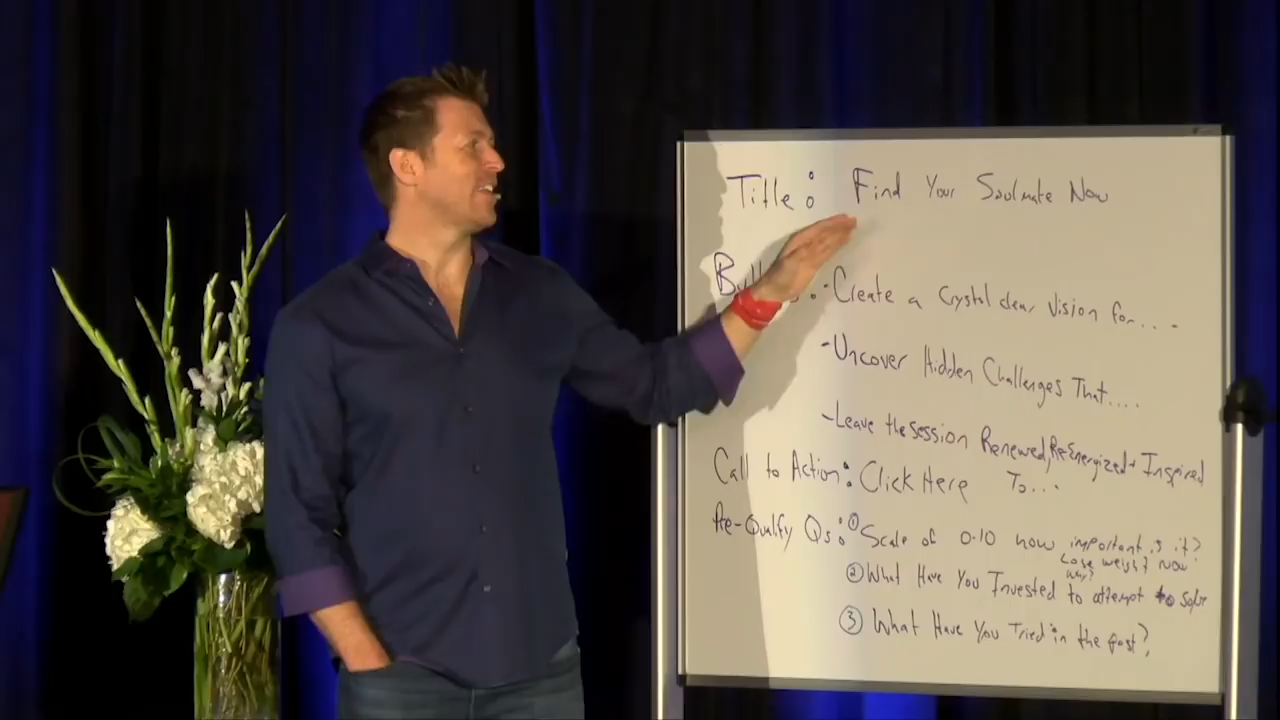 Title: Find Your Soulmate Now
: -Create a Crystal clear Vision for....
-Uncover Hidden Challenges That....
-Leave the session Renewed, Re-Energized + Inspired
Call to Action: Click Here To...
Pre-Qualify Qs: ① Scale of 0-10 how important is it?
Lose weight now?
Why?
② What Have You Invested to attempt to solve
③ What Have You Tried in the past?